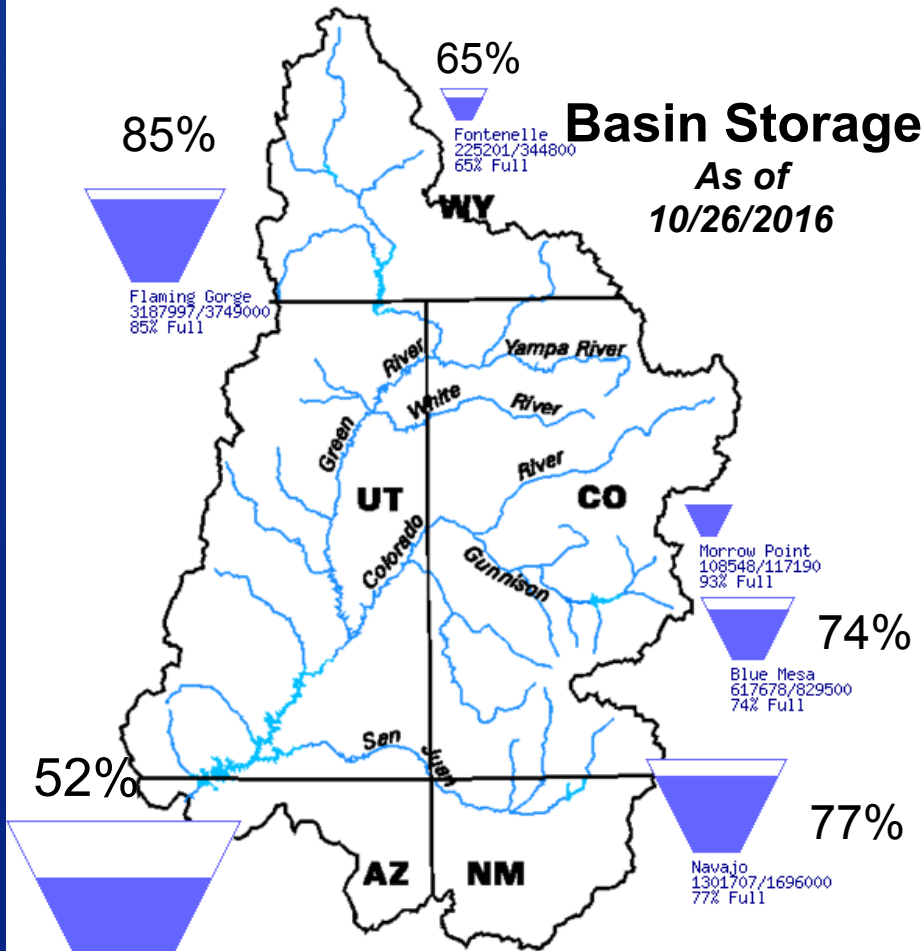 65%
Basin Storage
As of
10/26/2016
Fontenelle
225201/344800
65% Full
85%
WY
Flaming Gorge
3187997/3749000
85% Full
Yampa River
River
White
River
Green
River
UT
CO
Colorado
Gunnison
Morrow Point
108548/117190
93% Full
74%
Blue Mesa
617678/829500
74% Full
San
Juan
52%
77%
Navajo
1301707/1696000
77% Full
AZ
NM